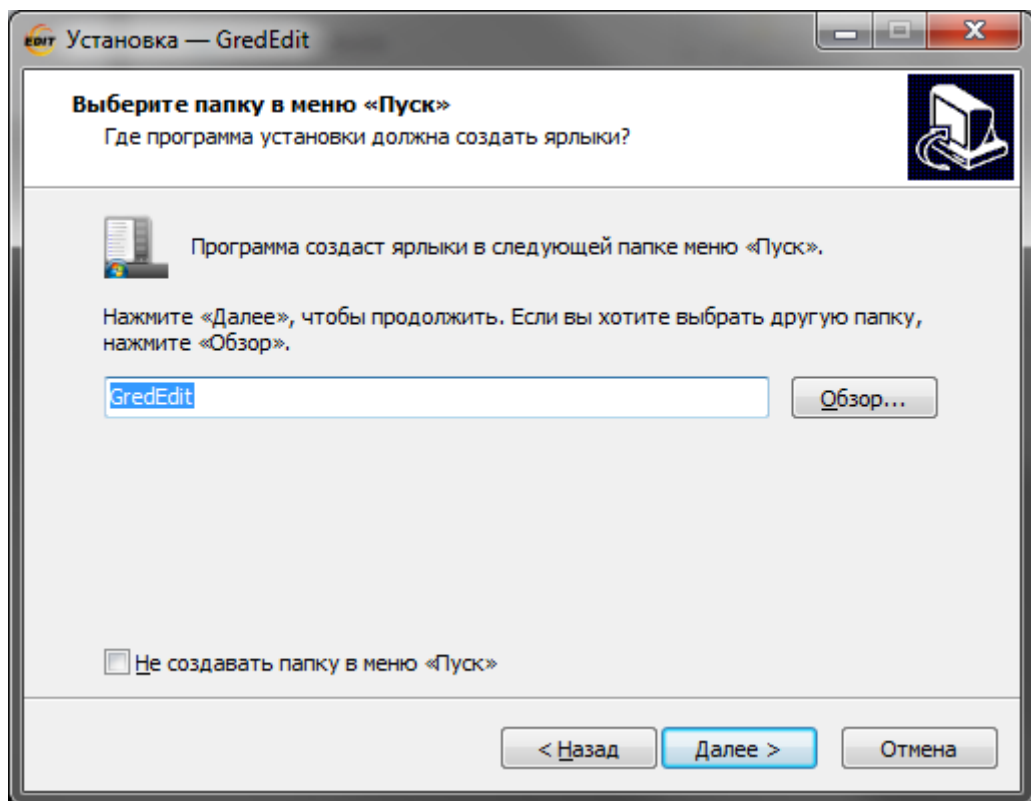 EDIT Установка — GredEdit
Выберите папку в меню «Пуск»
Где программа установки должна создать ярлыки?
Программа создаст ярлыки в следующей папке меню «Пуск».
Нажмите «Далее», чтобы продолжить. Если вы хотите выбрать другую папку,
нажмите «Обзор».
GredEdit
Обзор...
Не создавать папку в меню «Пуск»
< Назад
Далее >
Отмена